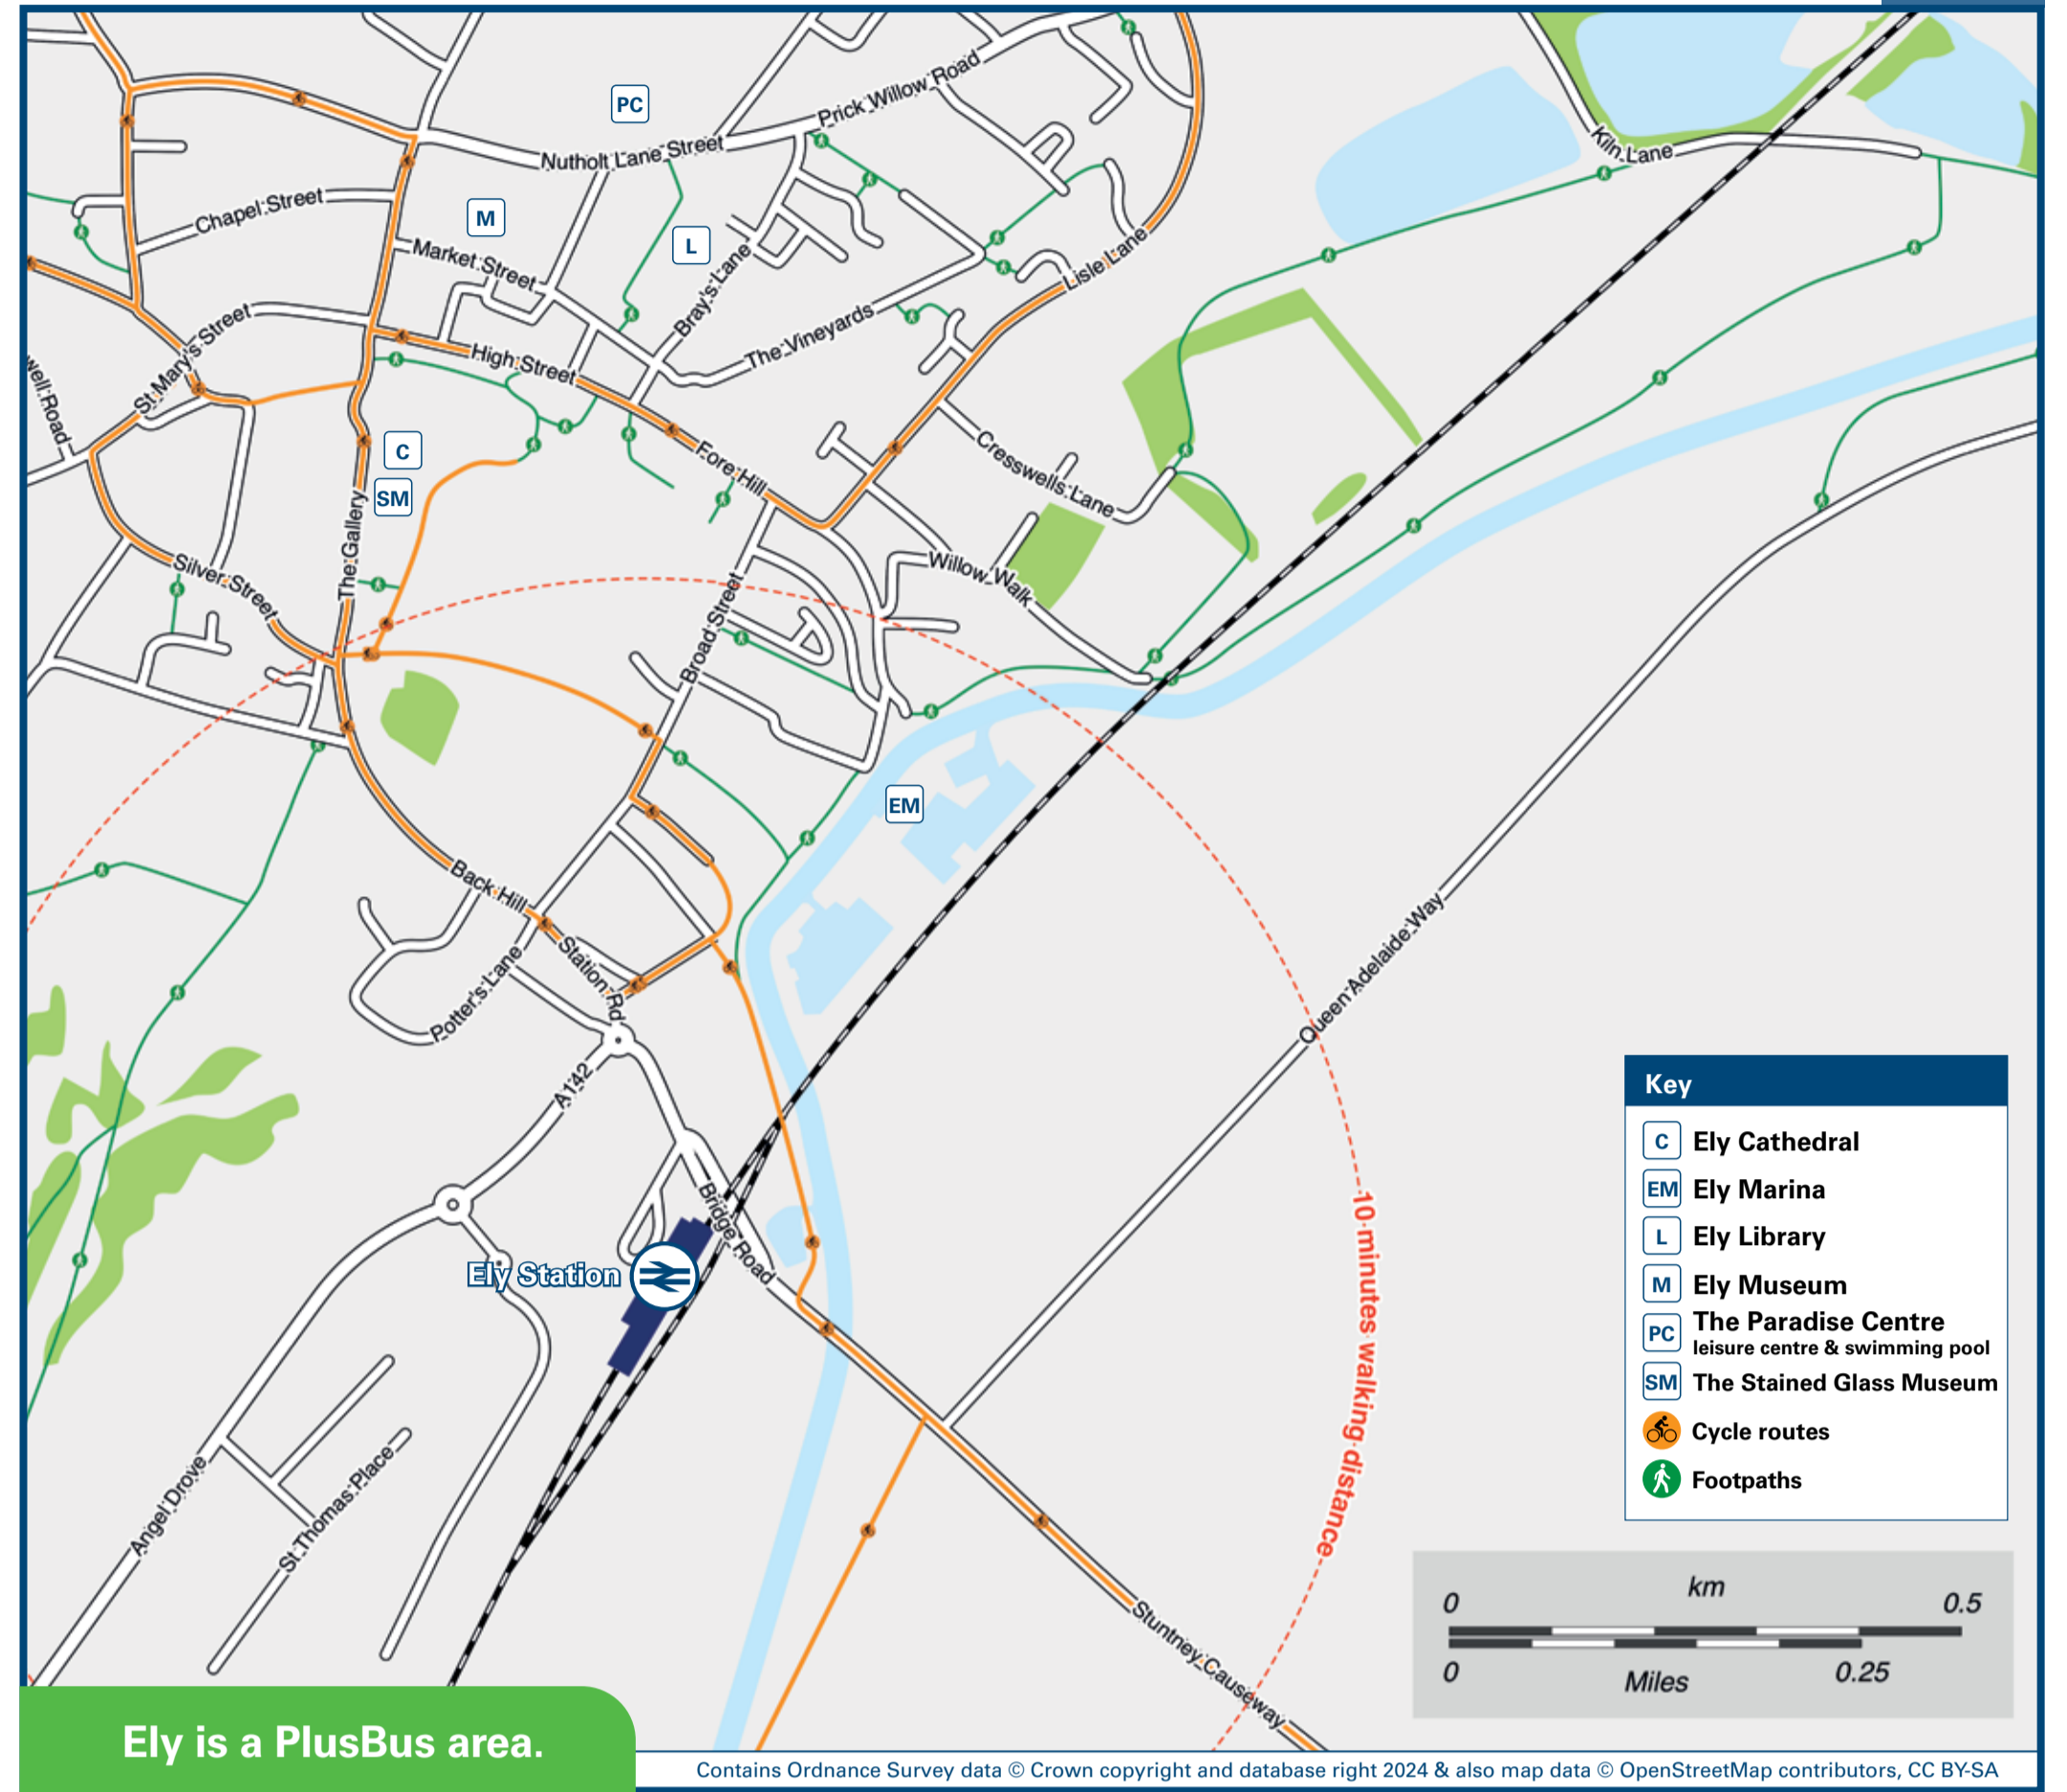 PC
Prick Willow Road
Nutholt Lane Street
Kiln Lane
Chapel Street
M
L
Market Street
Bray's Lane
Lisle Lane
St Mary's Street
The Vineyards
High Street
well Road
C
SM
Fore Hill
Cresswells Lane
The Gallery
Silver Street
Willow Walk
Broad Street
EM
Back Hill
Station Rd
Potter's Lane
Queen Adelaide Way
A142
Bridge Road
Ely Station
10 minutes walking distance
Angel Drove
St Thomas Place
Stuntney Causeway
Key
C Ely Cathedral
EM Ely Marina
L Ely Library
M Ely Museum
PC The Paradise Centre
leisure centre & swimming pool
SM The Stained Glass Museum
Cycle routes
Footpaths
km
0 0.5
0 0.25
Miles
Ely is a PlusBus area.
Contains Ordnance Survey data © Crown copyright and database right 2024 & also map data © OpenStreetMap contributors, CC BY-SA